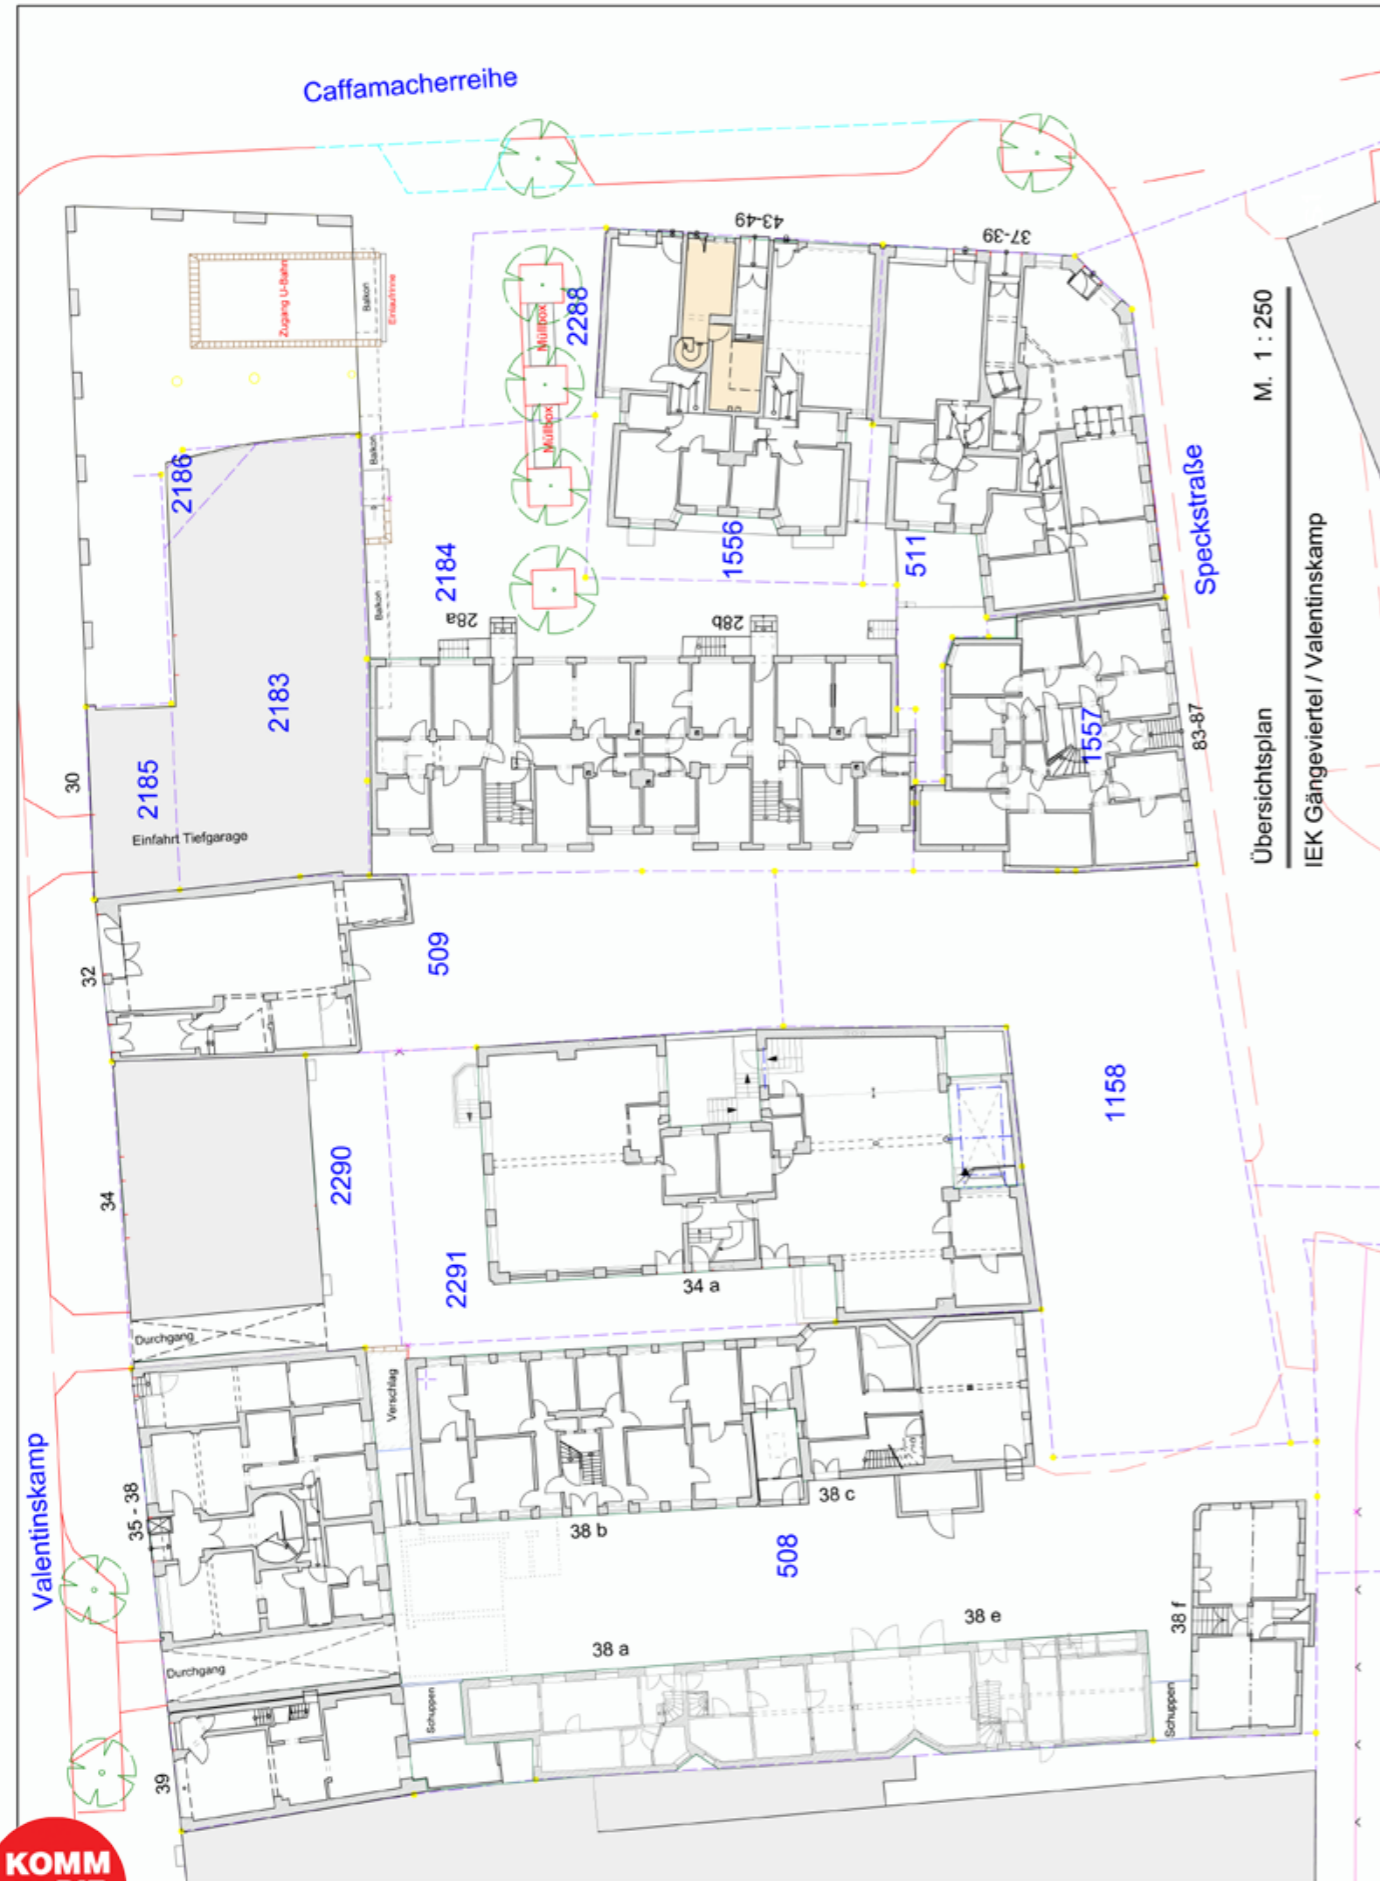 Caffamacherreihe
43-49
37-39
Zugang U-Bahn
Balkon
Einlaufrinne
Müllbox
2288
Müllbox
Balkon
2186
1556
511
2184
28a
28b
Balkon
Speckstraße
Übersichtsplan M. 1 : 250
IEK Gängeviertel / Valentinskamp
2183
2185
30
Einfahrt Tiefgarage
1557
83-87
32
509
1158
34
2290
2291
34 a
Durchgang
Verschlag
Valentinskamp
35 - 38
38 b
38 c
508
38 e
38 f
38 a
Durchgang
Schuppen
Schuppen
39
KOMM